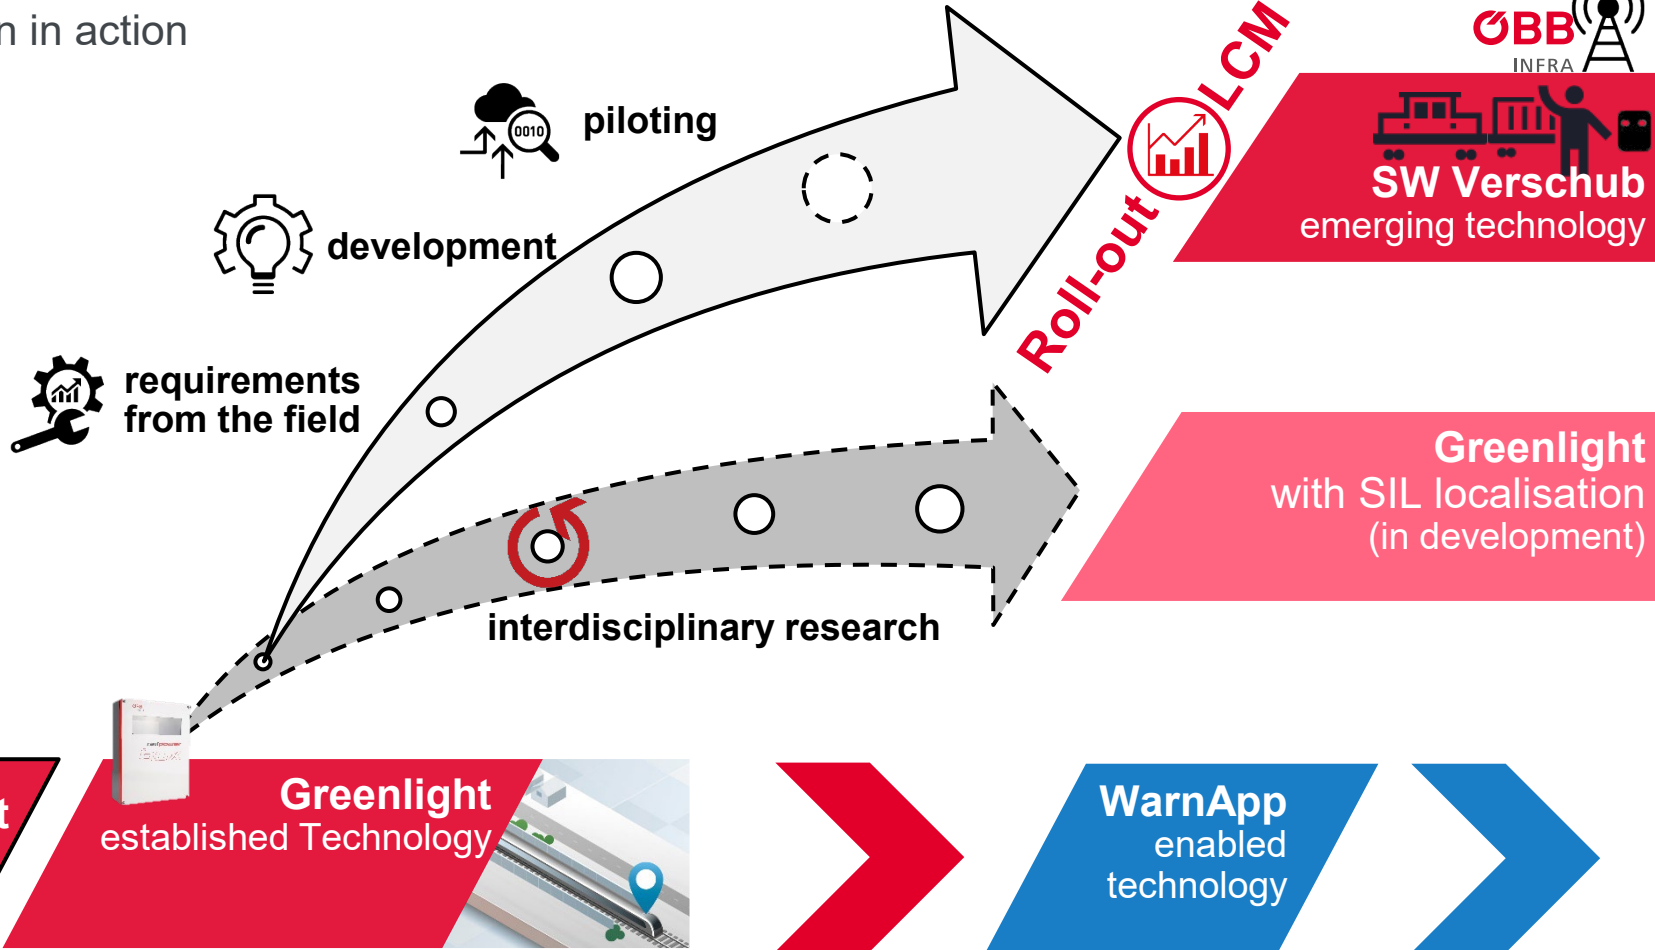 n in action
ÖBB
INFRA
piloting
0010
LCM
Roll-out
SW Verschub
emerging technology
development
requirements
from the field
Greenlight
with SIL localisation
(in development)
interdisciplinary research
t
Greenlight
established Technology
WarnApp
enabled
technology